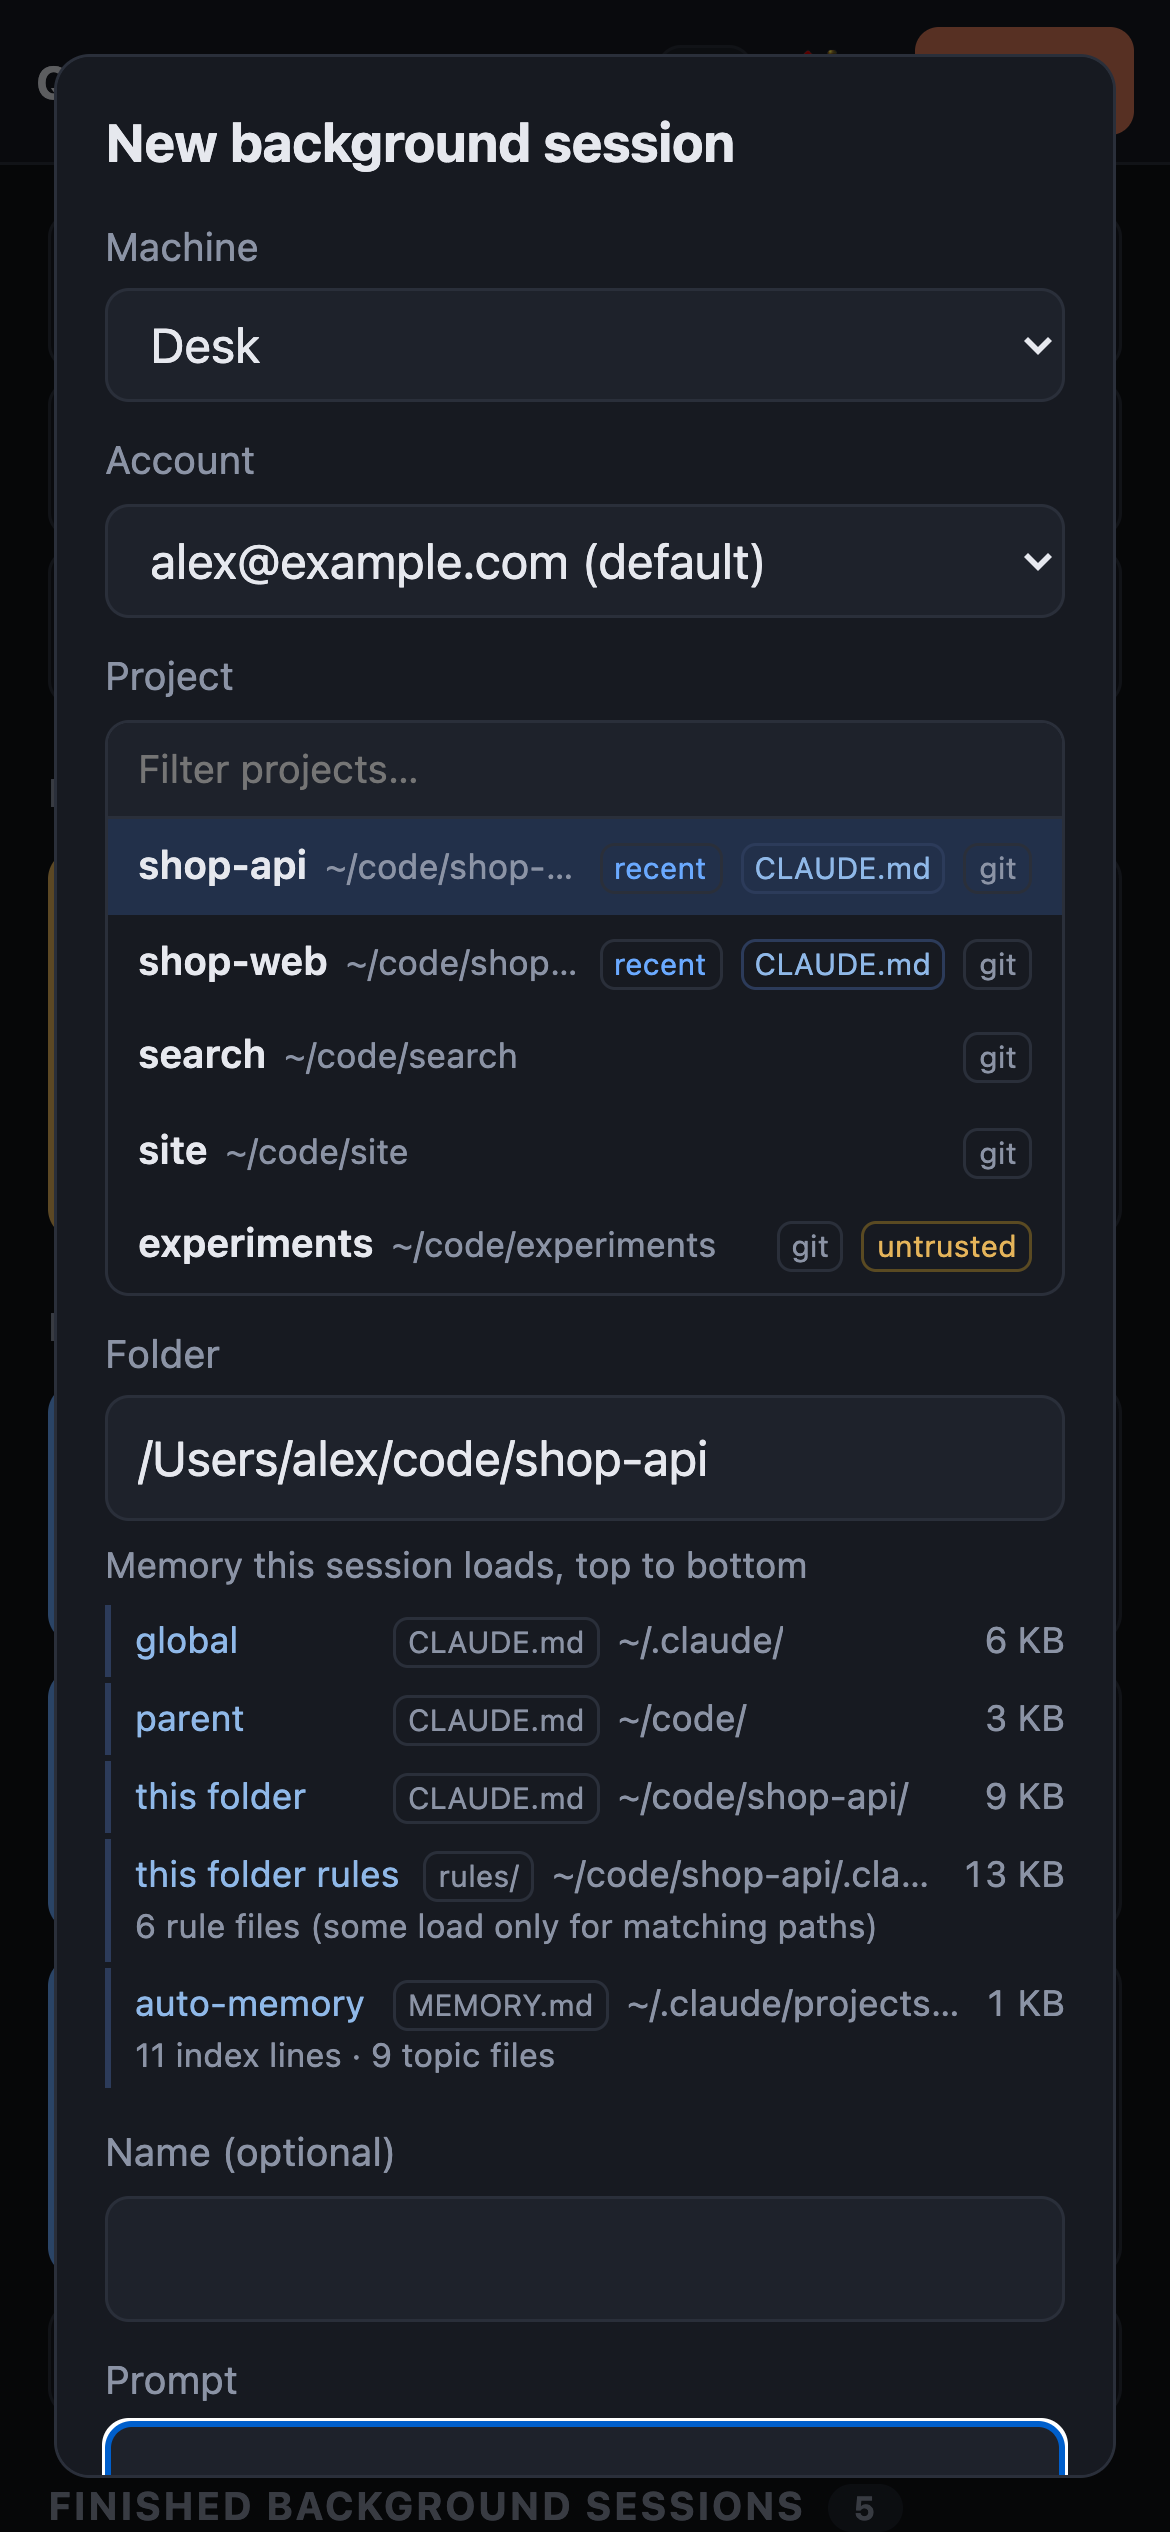 New background session
Machine
Desk
Account
alex@example.com (default)
Project
Filter projects...
shop-api ~/code/shop-... recent CLAUDE.md git
shop-web ~/code/shop... recent CLAUDE.md git
search ~/code/search git
site ~/code/site git
experiments ~/code/experiments git untrusted
Folder
/Users/alex/code/shop-api
Memory this session loads, top to bottom
global CLAUDE.md ~/.claude/ 6 KB
parent CLAUDE.md ~/code/ 3 KB
this folder CLAUDE.md ~/code/shop-api/ 9 KB
this folder rules rules/ ~/code/shop-api/.cla... 13 KB
6 rule files (some load only for matching paths)
auto-memory MEMORY.md ~/.claude/projects... 1 KB
11 index lines · 9 topic files
Name (optional)
Prompt
FINISHED BACKGROUND SESSIONS 5